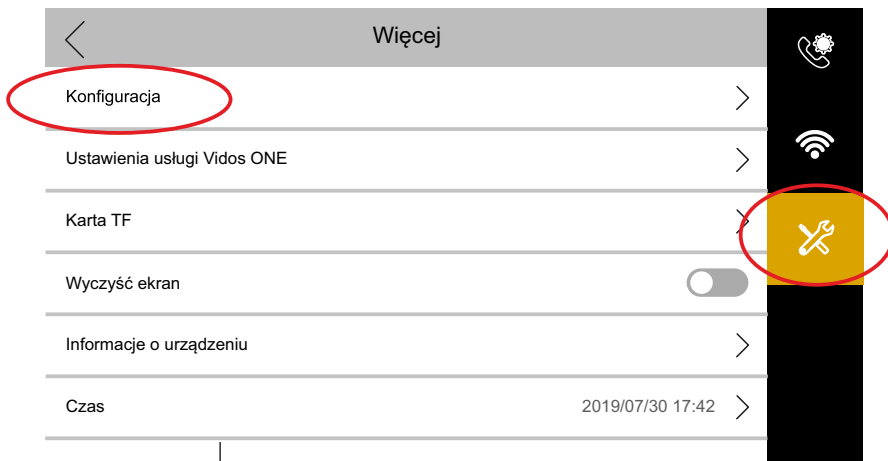 Więcej
Konfiguracja
Ustawienia usługi Vidos ONE
Karta TF
Wyczyść ekran
Informacje o urządzeniu
Czas 2019/07/30 17:42